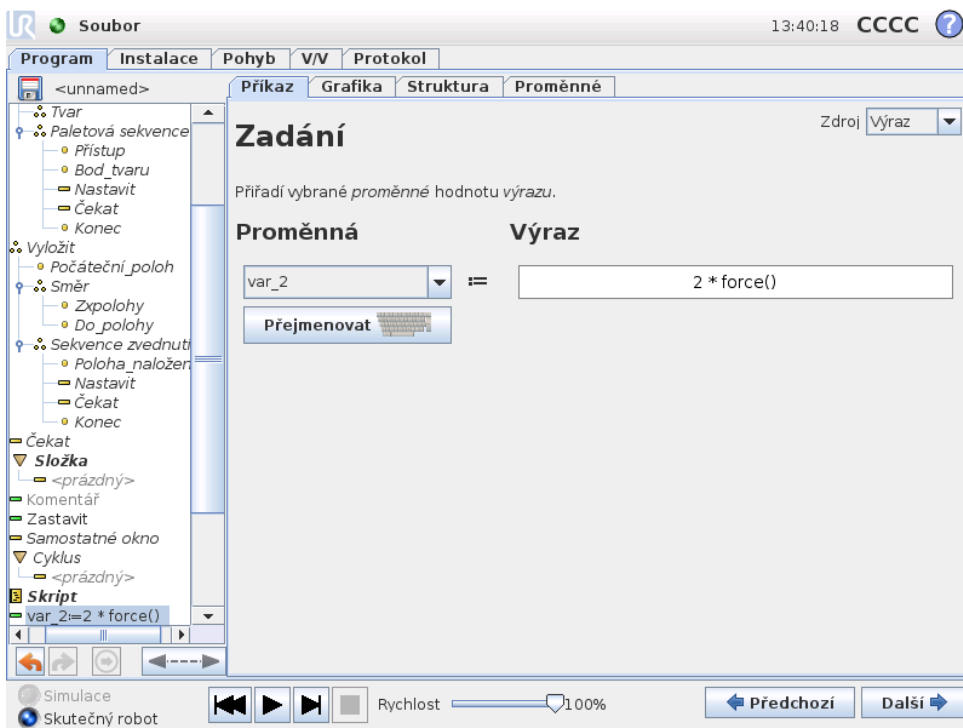 Soubor
13:40:18 CCCC ?
Program Instalace Pohyb V/V Protokol
<unnamed>
Příkaz Grafika Struktura Proměnné
Tvar
Paletová sekvence
Přístup
Bod_tvaru
Nastavit
Čekat
Konec
Vyložit
Počáteční_poloh
Směr
Zxpolohy
Do_polohy
Sekvence zvednutí
Poloha_naložen
Nastavit
Čekat
Konec
Čekat
Složka
<prázdný>
Komentář
Zastavit
Samostatné okno
Cyklus
<prázdný>
Skript
var_2:=2 * force()
Zadání
Zdroj Výraz
Přiřadí vybrané proměnné hodnotu výrazu.
Proměnná Výraz
var_2 := 2 * force()
Přejmenovat
Simulace
Skutečný robot
Rychlost 100%
Předchozí Další